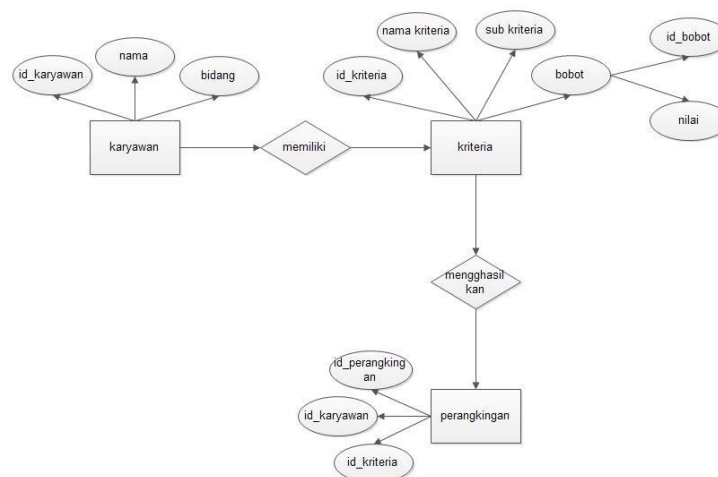 id_karyawan
nama
bidang
karyawan
memiliki
id_kriteria
nama kriteria
sub kriteria
bobot
id_bobot
nilai
kriteria
mengghasil
kan
id_perangking
an
id_karyawan
id_kriteria
perangkingan